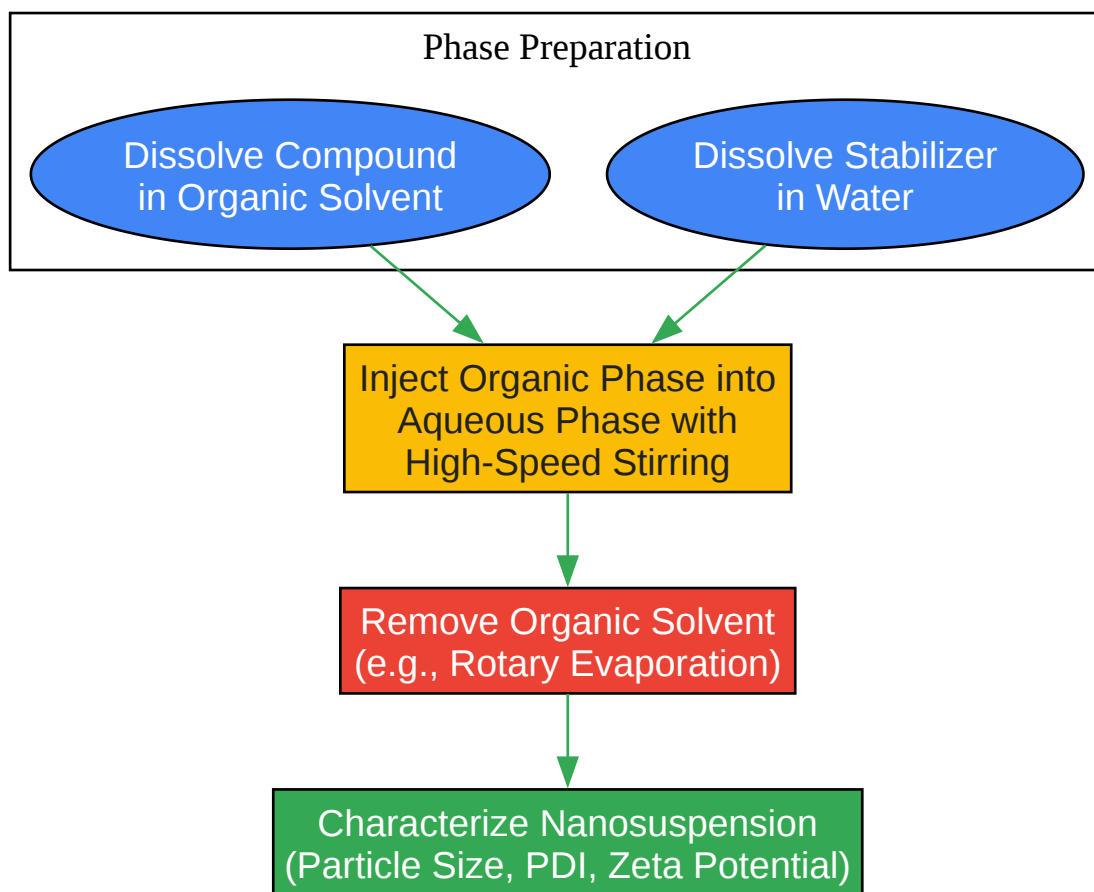 Phase Preparation
Dissolve Compound
in Organic Solvent
Dissolve Stabilizer
in Water
Inject Organic Phase into
Aqueous Phase with
High-Speed Stirring
Remove Organic Solvent
(e.g., Rotary Evaporation)
Characterize Nanosuspension
(Particle Size, PDI, Zeta Potential)